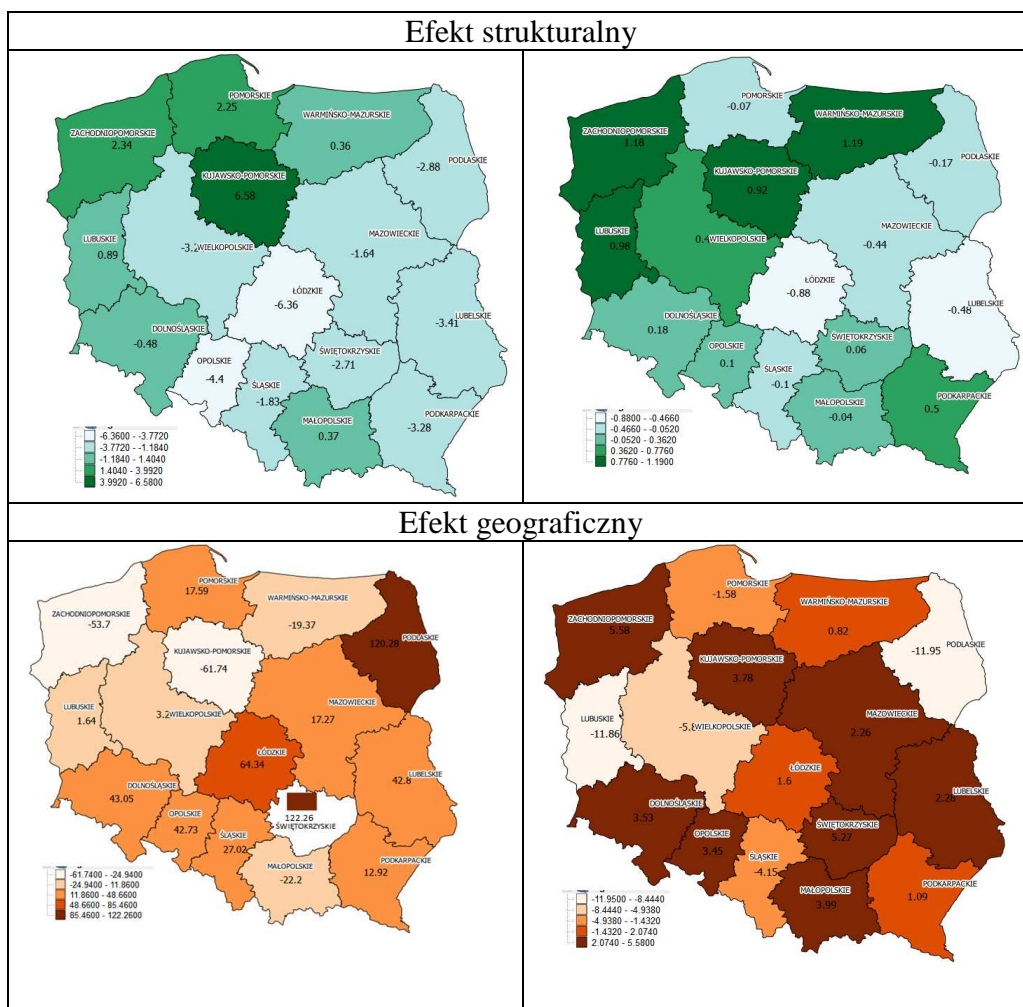 Efekt strukturalny
POMORSKIE
2.25
ZACHODNIOPOMORSKIE
2.34
WARMIŃSKO-MAZURSKIE
0.36
PODLASKIE
-2.88
KUJAWSKO-POMORSKIE
6.58
LUBUSKIE
0.89
WIELKOPOLSKIE
MAZOWIECKIE
-1.64
ŁÓDZKIE
-6.36
LUBELSKIE
-3.41
DOLNOŚLĄSKIE
-0.48
OPOLSKIE
-4.4
ŚLĄSKIE
-1.83
ŚWIĘTOKRZYSKIE
-2.71
MAŁOPOLSKIE
0.37
PODKARPACKIE
-3.28
-6.3600 - -3.7720
-3.7720 - -1.1840
-1.1840 - 1.4040
1.4040 - 3.9920
3.9920 - 6.5800
POMORSKIE
-0.07
ZACHODNIOPOMORSKIE
1.18
WARMIŃSKO-MAZURSKIE
1.19
PODLASKIE
-0.17
KUJAWSKO-POMORSKIE
0.92
LUBUSKIE
0.98
WIELKOPOLSKIE
MAZOWIECKIE
-0.44
ŁÓDZKIE
-0.88
LUBELSKIE
-0.48
DOLNOŚLĄSKIE
0.18
OPOLSKIE
0.1
ŚLĄSKIE
-0.1
ŚWIĘTOKRZYSKIE
0.06
MAŁOPOLSKIE
-0.04
PODKARPACKIE
0.5
-0.8800 - -0.4660
-0.4660 - -0.0520
-0.0520 - 0.3620
0.3620 - 0.7760
0.7760 - 1.1900
Efekt geograficzny
POMORSKIE
17.59
ZACHODNIOPOMORSKIE
-53.7
WARMIŃSKO-MAZURSKIE
-19.37
PODLASKIE
120.28
KUJAWSKO-POMORSKIE
-61.74
LUBUSKIE
1.64
WIELKOPOLSKIE
MAZOWIECKIE
17.27
ŁÓDZKIE
64.34
LUBELSKIE
42.8
DOLNOŚLĄSKIE
43.05
OPOLSKIE
42.73
ŚLĄSKIE
27.02
122.26
ŚWIĘTOKRZYSKIE
MAŁOPOLSKIE
-22.2
PODKARPACKIE
12.92
-61.7400 - -24.9400
-24.9400 - 11.8600
11.8600 - 48.6600
48.6600 - 85.4600
85.4600 - 122.2600
POMORSKIE
-1.58
ZACHODNIOPOMORSKIE
5.58
WARMIŃSKO-MAZURSKIE
0.82
PODLASKIE
-11.95
KUJAWSKO-POMORSKIE
3.78
LUBUSKIE
-11.86
WIELKOPOLSKIE
MAZOWIECKIE
2.26
ŁÓDZKIE
1.6
LUBELSKIE
2.28
DOLNOŚLĄSKIE
3.53
OPOLSKIE
3.45
ŚLĄSKIE
-4.15
ŚWIĘTOKRZYSKIE
5.27
MAŁOPOLSKIE
3.99
PODKARPACKIE
1.09
-11.9500 - -8.4440
-8.4440 - -4.9380
-4.9380 - -1.4320
-1.4320 - 2.0740
2.0740 - 5.5800